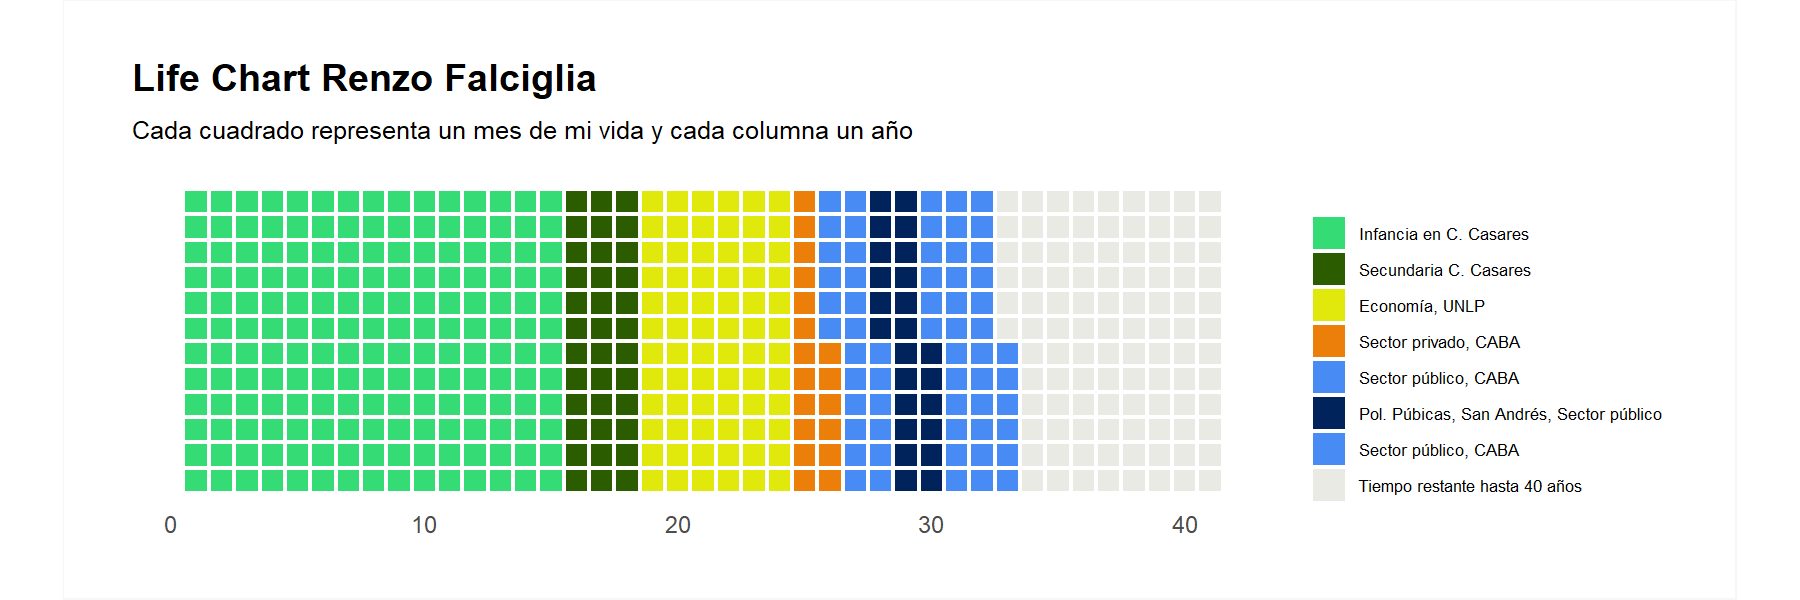 Life Chart Renzo Falciglia
Cada cuadrado representa un mes de mi vida y cada columna un año
Infancia en C. Casares
Secundaria C. Casares
Economía, UNLP
Sector privado, CABA
Sector público, CABA
Pol. Púbicas, San Andrés, Sector público
Sector público, CABA
Tiempo restante hasta 40 años
0 10 20 30 40